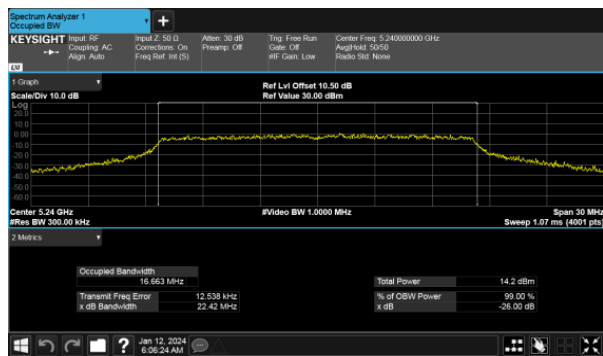 Spectrum Analyzer 1
Occupied BW
+
KEYSIGHT Input: RF Input Z: 50 Ω Atten: 30 dB Trig: Free Run Center Freq: 5.240000000 GHz
Coupling: AC Corrections: On Preamp: Off Gate: Off Avg|Hold: 50/50
Align: Auto Freq Ref: Int (S) #IF Gain: Low Radio Std: None
LXI
1 Graph
Ref Lvl Offset 10.50 dB
Scale/Div 10.0 dB Ref Value 30.00 dBm
Log
20.0
10.0
0.00
-10.0
-20.0
-30.0
-40.0
-50.0
-60.0
Center 5.24 GHz #Video BW 1.0000 MHz Span 30 MHz
#Res BW 300.00 kHz Sweep 1.07 ms (4001 pts)
2 Metrics
Occupied Bandwidth
16.663 MHz Total Power 14.2 dBm
Transmit Freq Error 12.538 kHz % of OBW Power 99.00 %
x dB Bandwidth 22.42 MHz x dB -26.00 dB
?
Jan 12, 2024
6:06:24 AM